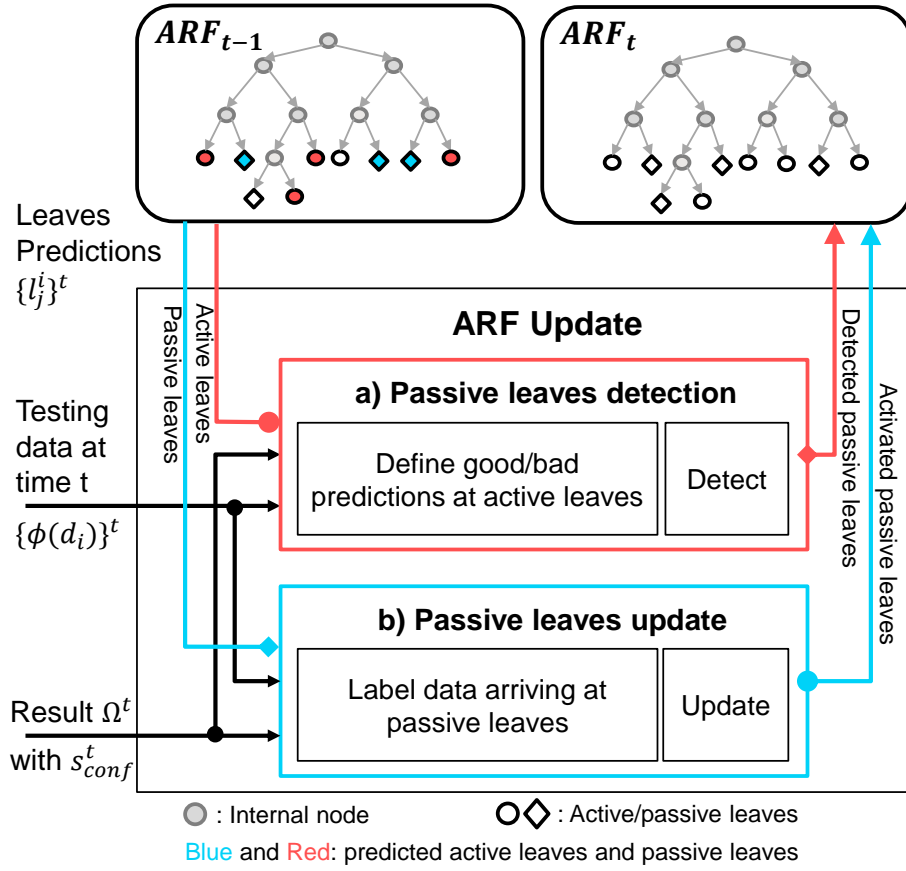 ARF_{t-1}
ARF_t
Leaves
Predictions
{l_j^i}^t
Passive leaves
Active leaves
ARF Update
Detected passive leaves
Activated passive leaves
a) Passive leaves detection
Define good/bad
predictions at active leaves
Detect
Testing
data at
time t
{ϕ(d_i)}^t
b) Passive leaves update
Label data arriving at
passive leaves
Update
Result Ω^t
with s_{conf}^t
: Internal node
: Active/passive leaves
Blue and Red: predicted active leaves and passive leaves